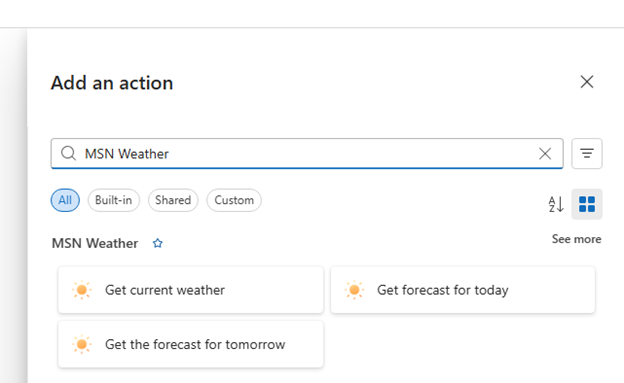 Add an action
MSN Weather
All Built-in Shared Custom
MSN Weather See more
Get current weather Get forecast for today
Get the forecast for tomorrow